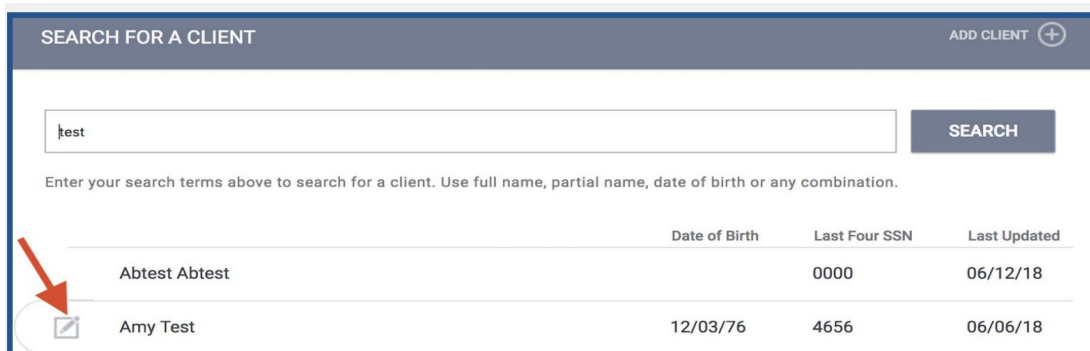 SEARCH FOR A CLIENT ADD CLIENT
test SEARCH
Enter your search terms above to search for a client. Use full name, partial name, date of birth or any combination.
Date of Birth Last Four SSN Last Updated
Abtest Abtest 0000 06/12/18
Amy Test 12/03/76 4656 06/06/18